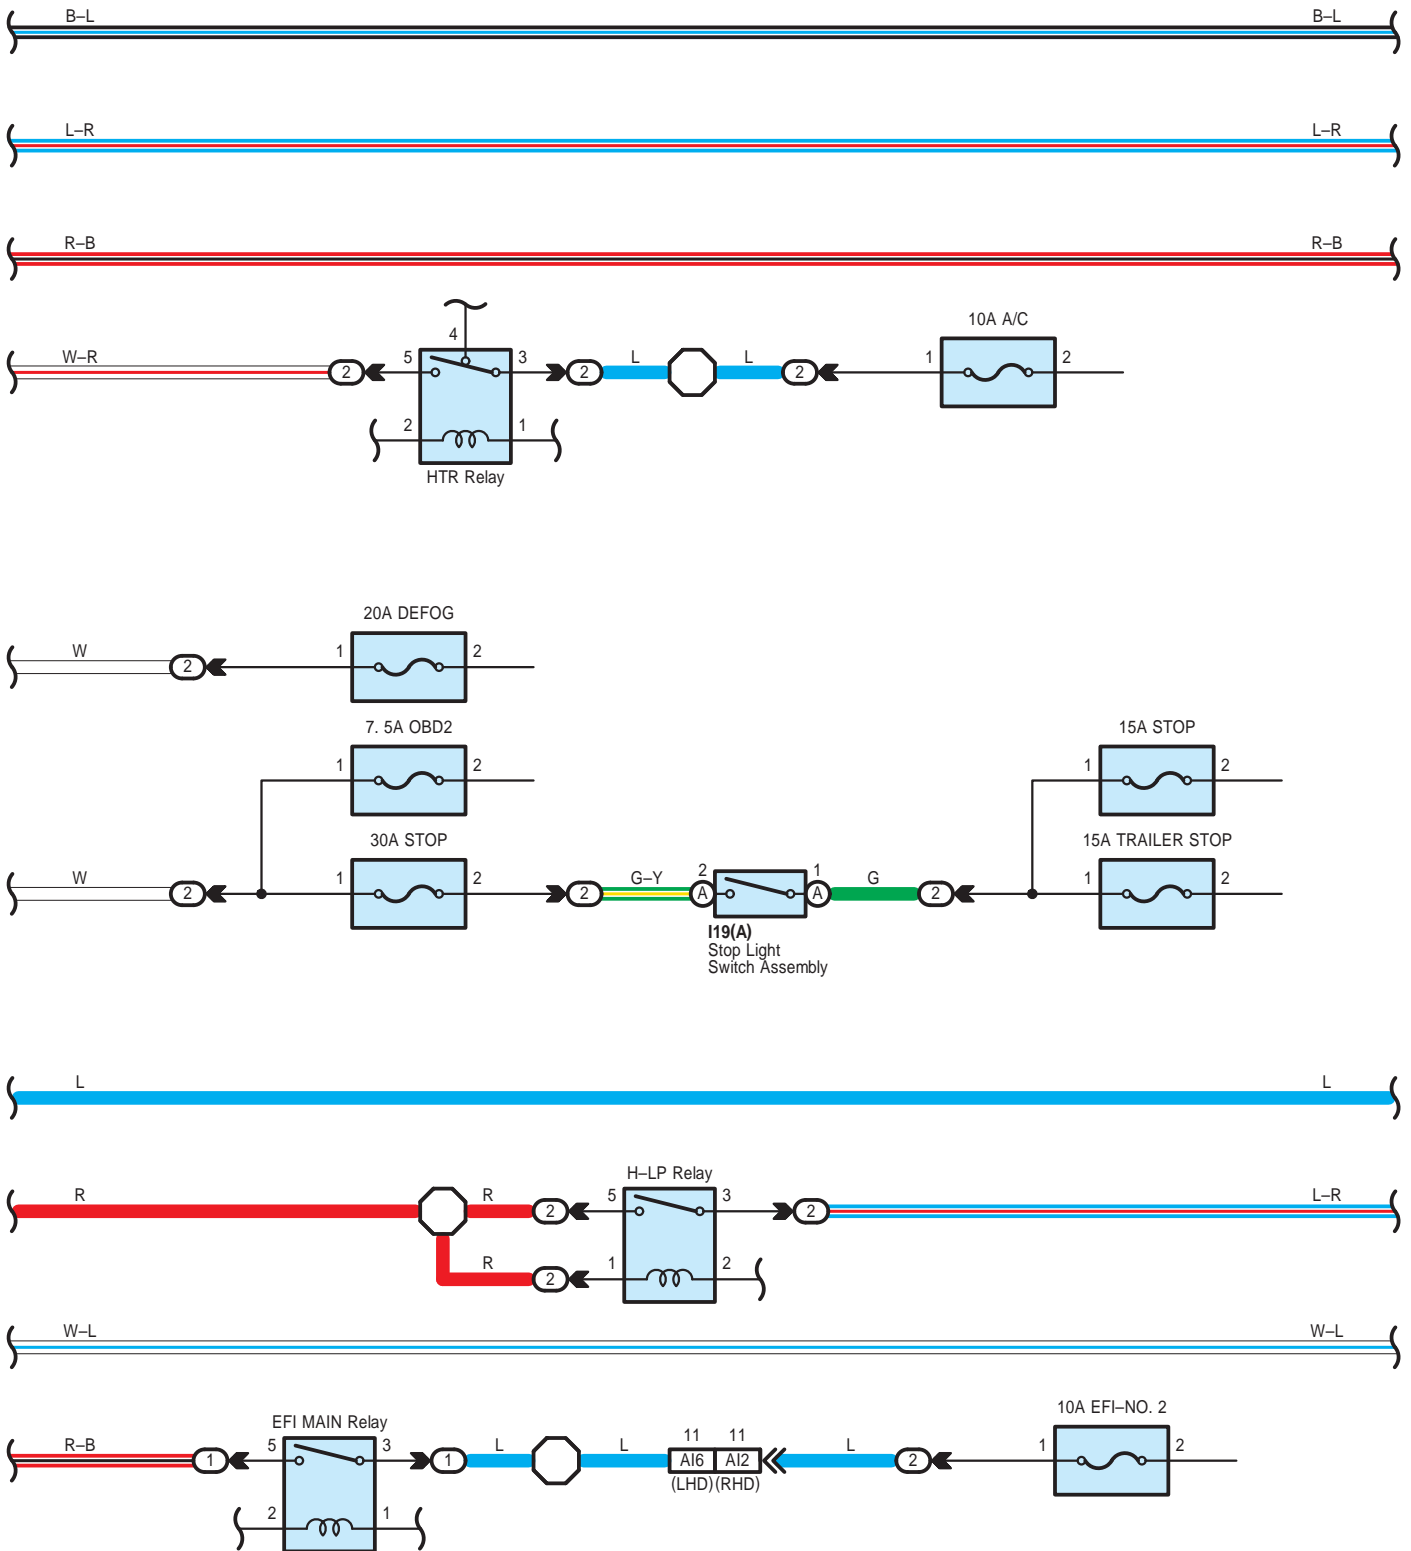 B–L B–L
L–R L–R
R–B R–B
10A A/C
W–R 2 5 4 3 2 L L 2 1 2
2 1
HTR Relay
20A DEFOG
W 2 1 2
7. 5A OBD2 15A STOP
1 2 1 2
30A STOP 15A TRAILER STOP
W 2 1 2 2 G–Y 2 A 1 A G 2 1 2
I19(A)
Stop Light
Switch Assembly
L L
H–LP Relay
R R 2 5 3 2 L–R
R 2 1 2
W–L W–L
EFI MAIN Relay 10A EFI–NO. 2
R–B 1 5 3 1 L L 11 11 L 2 1 2
AI6 AI2
(LHD) (RHD)
2 1